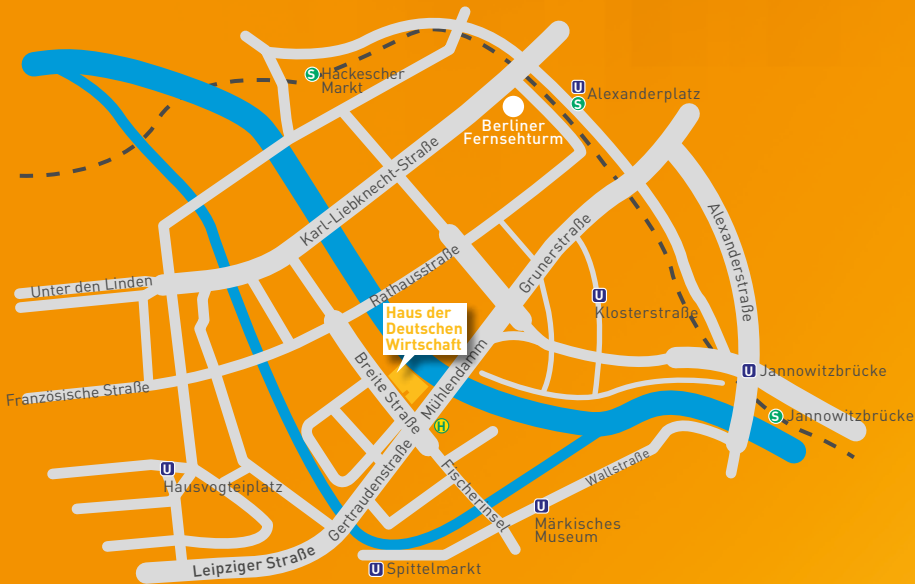 S Hackescher
Markt
U
S Alexanderplatz
Berliner
Fernsehturm
Karl-Liebknecht-Straße
Alexanderstraße
Grunerstraße
Rathausstraße
Unter den Linden
U
Klosterstraße
Haus der
Deutschen
Wirtschaft
Breite Straße
Mühlendamm
Französische Straße
U Jannowitzbrücke
S Jannowitzbrücke
H
U
Hausvogteiplatz
Gertraudenstraße
Fischerinsel
Wallstraße
U
Märkisches
Museum
Leipziger Straße
U Spittelmarkt